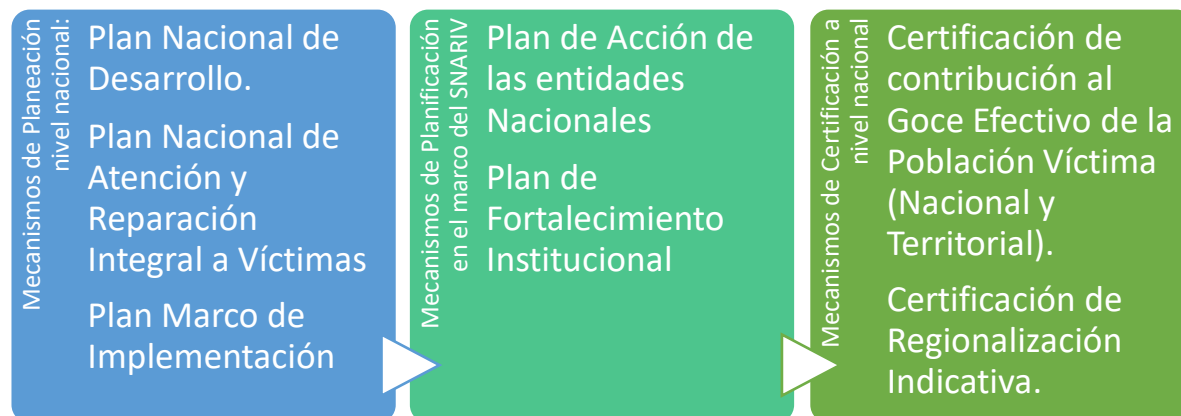 Mecanismos de Planeación
nivel nacional:
Plan Nacional de
Desarrollo.
Plan Nacional de
Atención y
Reparación
Integral a Víctimas
Plan Marco de
Implementación
Mecanismos de Planificación
en el marco del SNARIV
Plan de Acción de
las entidades
Nacionales
Plan de
Fortalecimiento
Institucional
Mecanismos de Certificación a
nivel nacional
Certificación de
contribución al
Goce Efectivo de la
Población Víctima
(Nacional y
Territorial).
Certificación de
Regionalización
Indicativa.